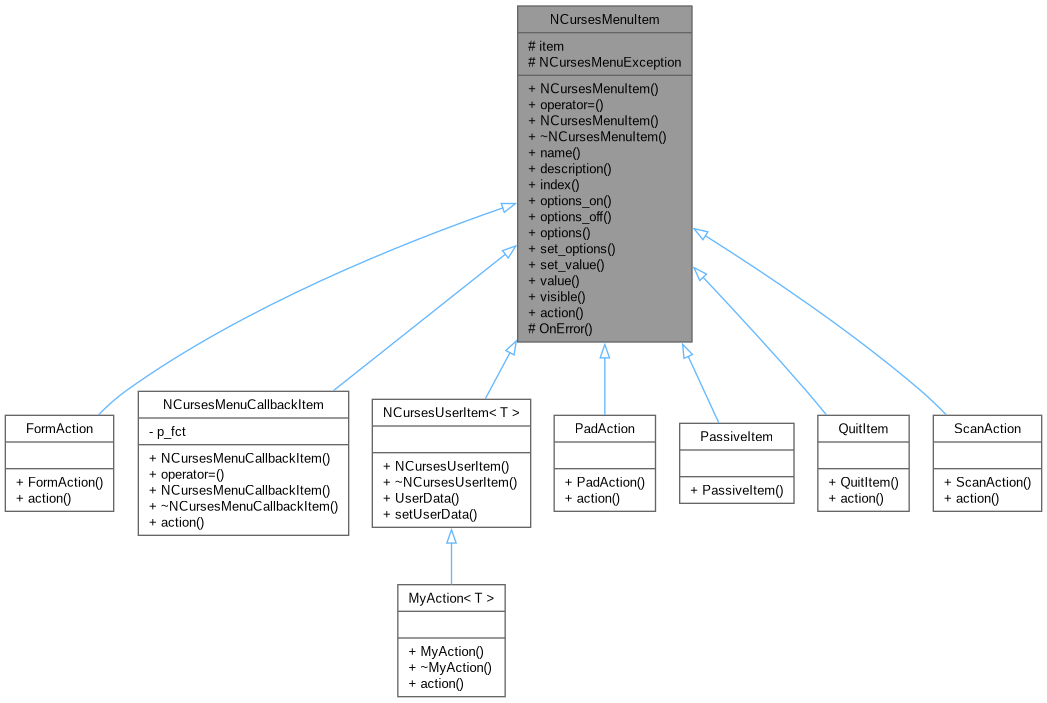 NCursesMenuItem
# item
# NCursesMenuException
+ NCursesMenuItem()
+ operator=()
+ NCursesMenuItem()
+ ~NCursesMenuItem()
+ name()
+ description()
+ index()
+ options_on()
+ options_off()
+ options()
+ set_options()
+ set_value()
+ value()
+ visible()
+ action()
# OnError()
FormAction
+ FormAction()
+ action()
NCursesMenuCallbackItem
- p_fct
+ NCursesMenuCallbackItem()
+ operator=()
+ NCursesMenuCallbackItem()
+ ~NCursesMenuCallbackItem()
+ action()
NCursesUserItem< T >
+ NCursesUserItem()
+ ~NCursesUserItem()
+ UserData()
+ setUserData()
PadAction
+ PadAction()
+ action()
PassiveItem
+ PassiveItem()
QuitItem
+ QuitItem()
+ action()
ScanAction
+ ScanAction()
+ action()
MyAction< T >
+ MyAction()
+ ~MyAction()
+ action()